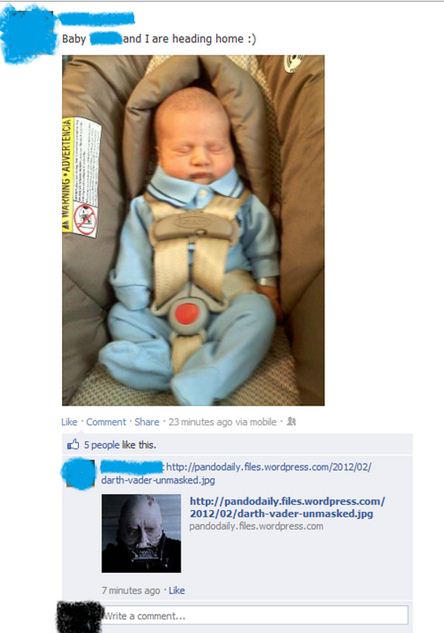 Baby and I are heading home :)
WARNING • ADVERTENCIA
Like · Comment · Share · 23 minutes ago via mobile ·
5 people like this.
http://pandodaily.files.wordpress.com/2012/02/
darth-vader-unmasked.jpg
http://pandodaily.files.wordpress.com/
2012/02/darth-vader-unmasked.jpg
pandodaily.files.wordpress.com
7 minutes ago · Like
Write a comment...